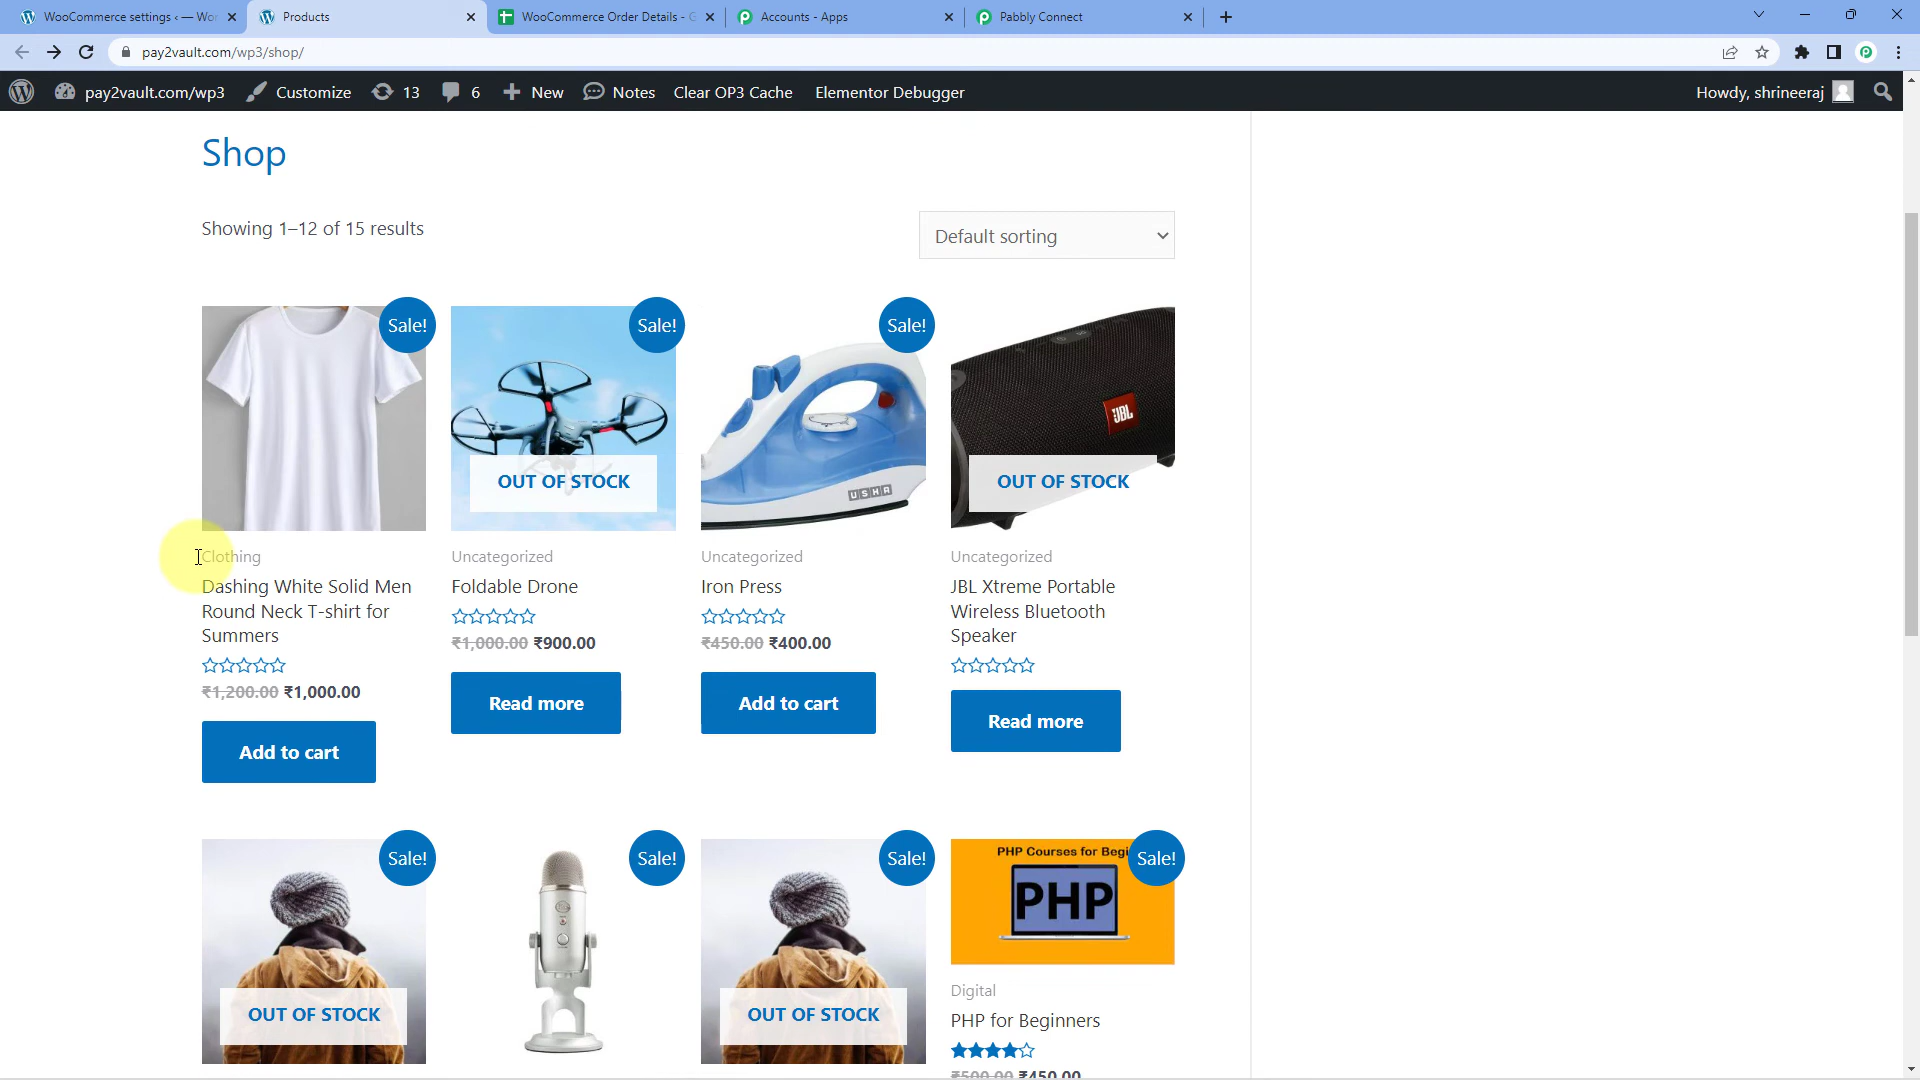 WooCommerce settings ‹ — Wor
Products
WooCommerce Order Details - G
Accounts - Apps
Pabbly Connect
pay2vault.com/wp3/shop/
pay2vault.com/wp3
Customize
13
6
New
Notes
Clear OP3 Cache
Elementor Debugger
Howdy, shrineeraj
Shop
Showing 1–12 of 15 results
Default sorting
Sale!
Sale!
Sale!
JBL
USHA
OUT OF STOCK
OUT OF STOCK
Clothing
Uncategorized
Uncategorized
Uncategorized
Dashing White Solid Men
Round Neck T-shirt for
Summers
Foldable Drone
Iron Press
JBL Xtreme Portable
Wireless Bluetooth
Speaker
₹1,200.00 ₹1,000.00
₹1,000.00 ₹900.00
₹450.00 ₹400.00
Add to cart
Read more
Add to cart
Read more
Sale!
Sale!
Sale!
Sale!
PHP Courses for Begi
PHP
OUT OF STOCK
OUT OF STOCK
Digital
PHP for Beginners
₹500.00 ₹450.00